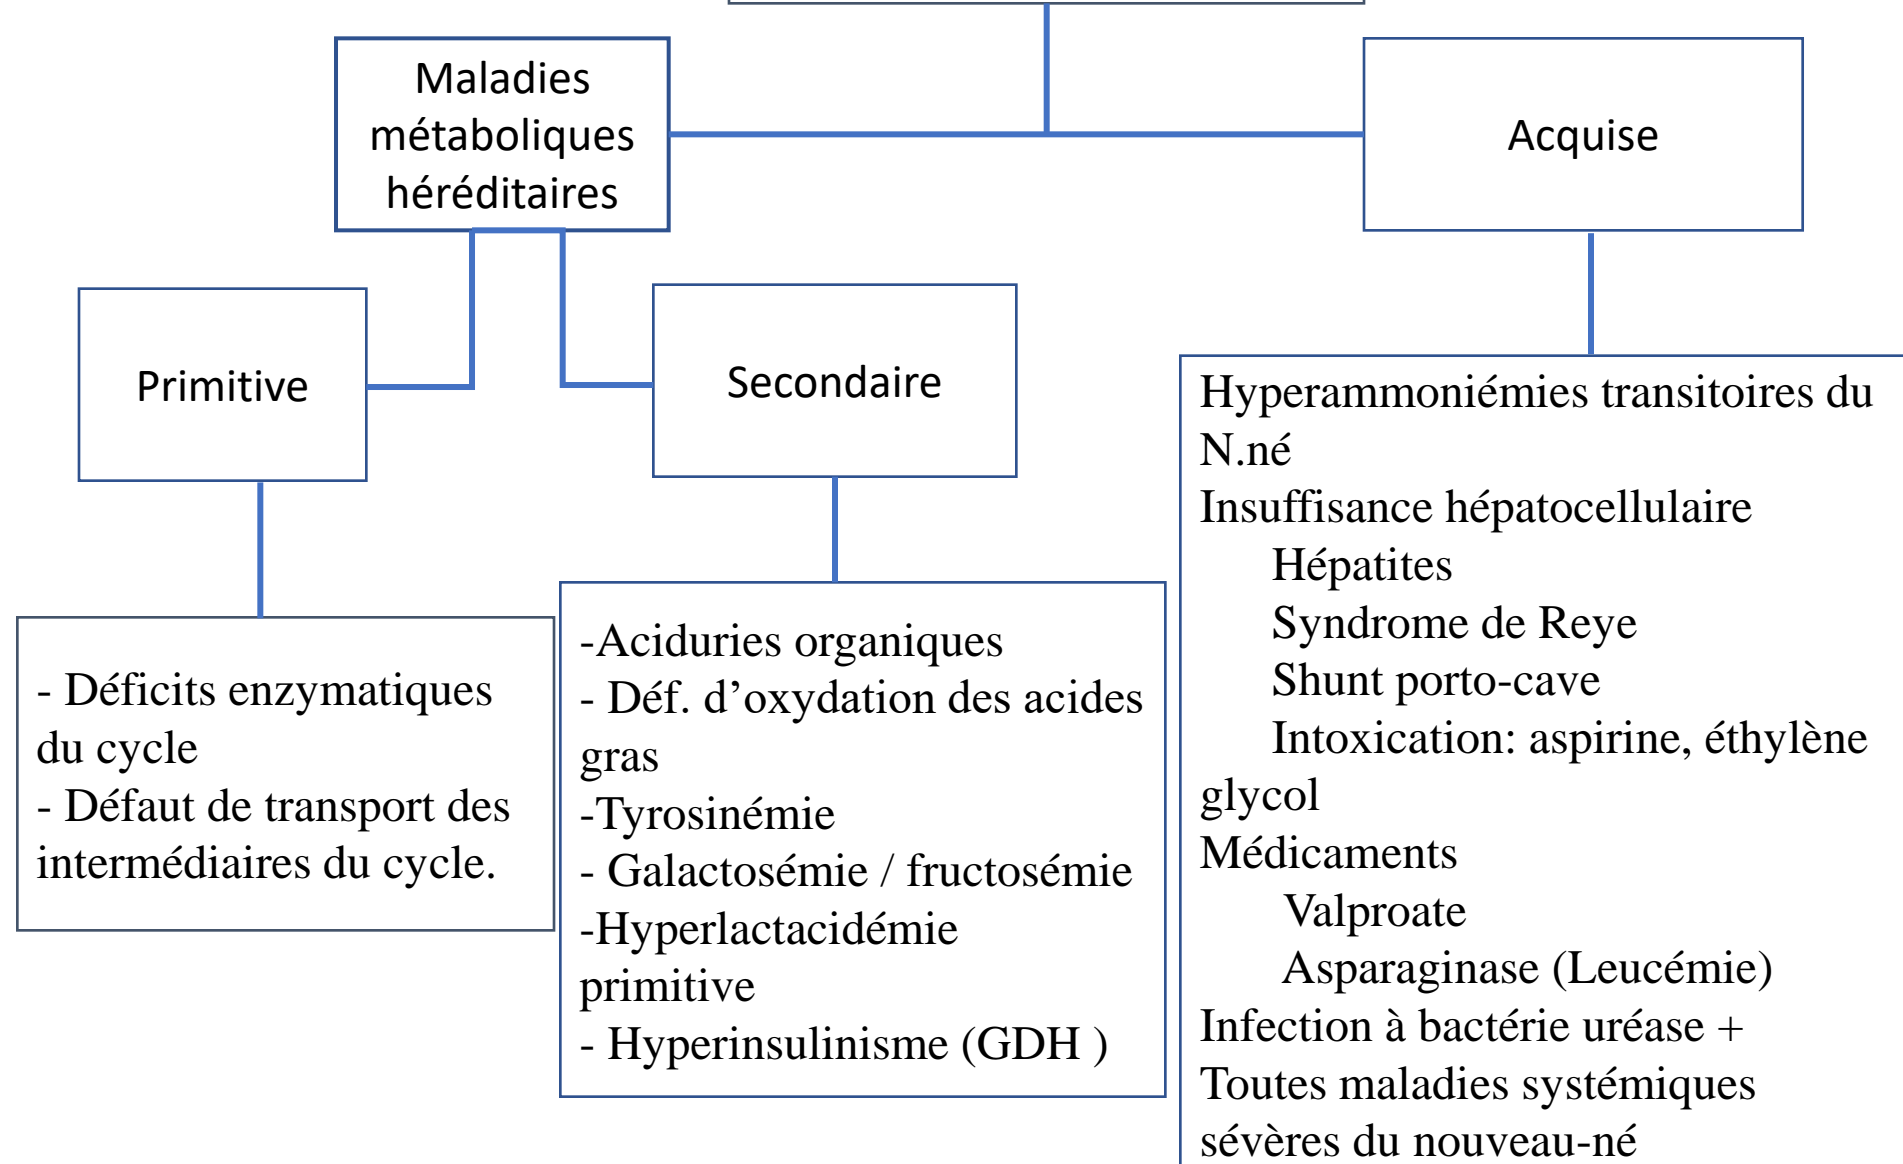 Maladies
métaboliques
héréditaires
Acquise
Primitive
Secondaire
- Déficits enzymatiques
du cycle
- Défaut de transport des
intermédiaires du cycle.
-Aciduries organiques
- Déf. d’oxydation des acides
gras
-Tyrosinémie
- Galactosémie / fructosémie
-Hyperlactacidémie
primitive
- Hyperinsulinisme (GDH )
Hyperammoniémies transitoires du
N.né
Insuffisance hépatocellulaire
Hépatites
Syndrome de Reye
Shunt porto-cave
Intoxication: aspirine, éthylène
glycol
Médicaments
Valproate
Asparaginase (Leucémie)
Infection à bactérie uréase +
Toutes maladies systémiques
sévères du nouveau-né